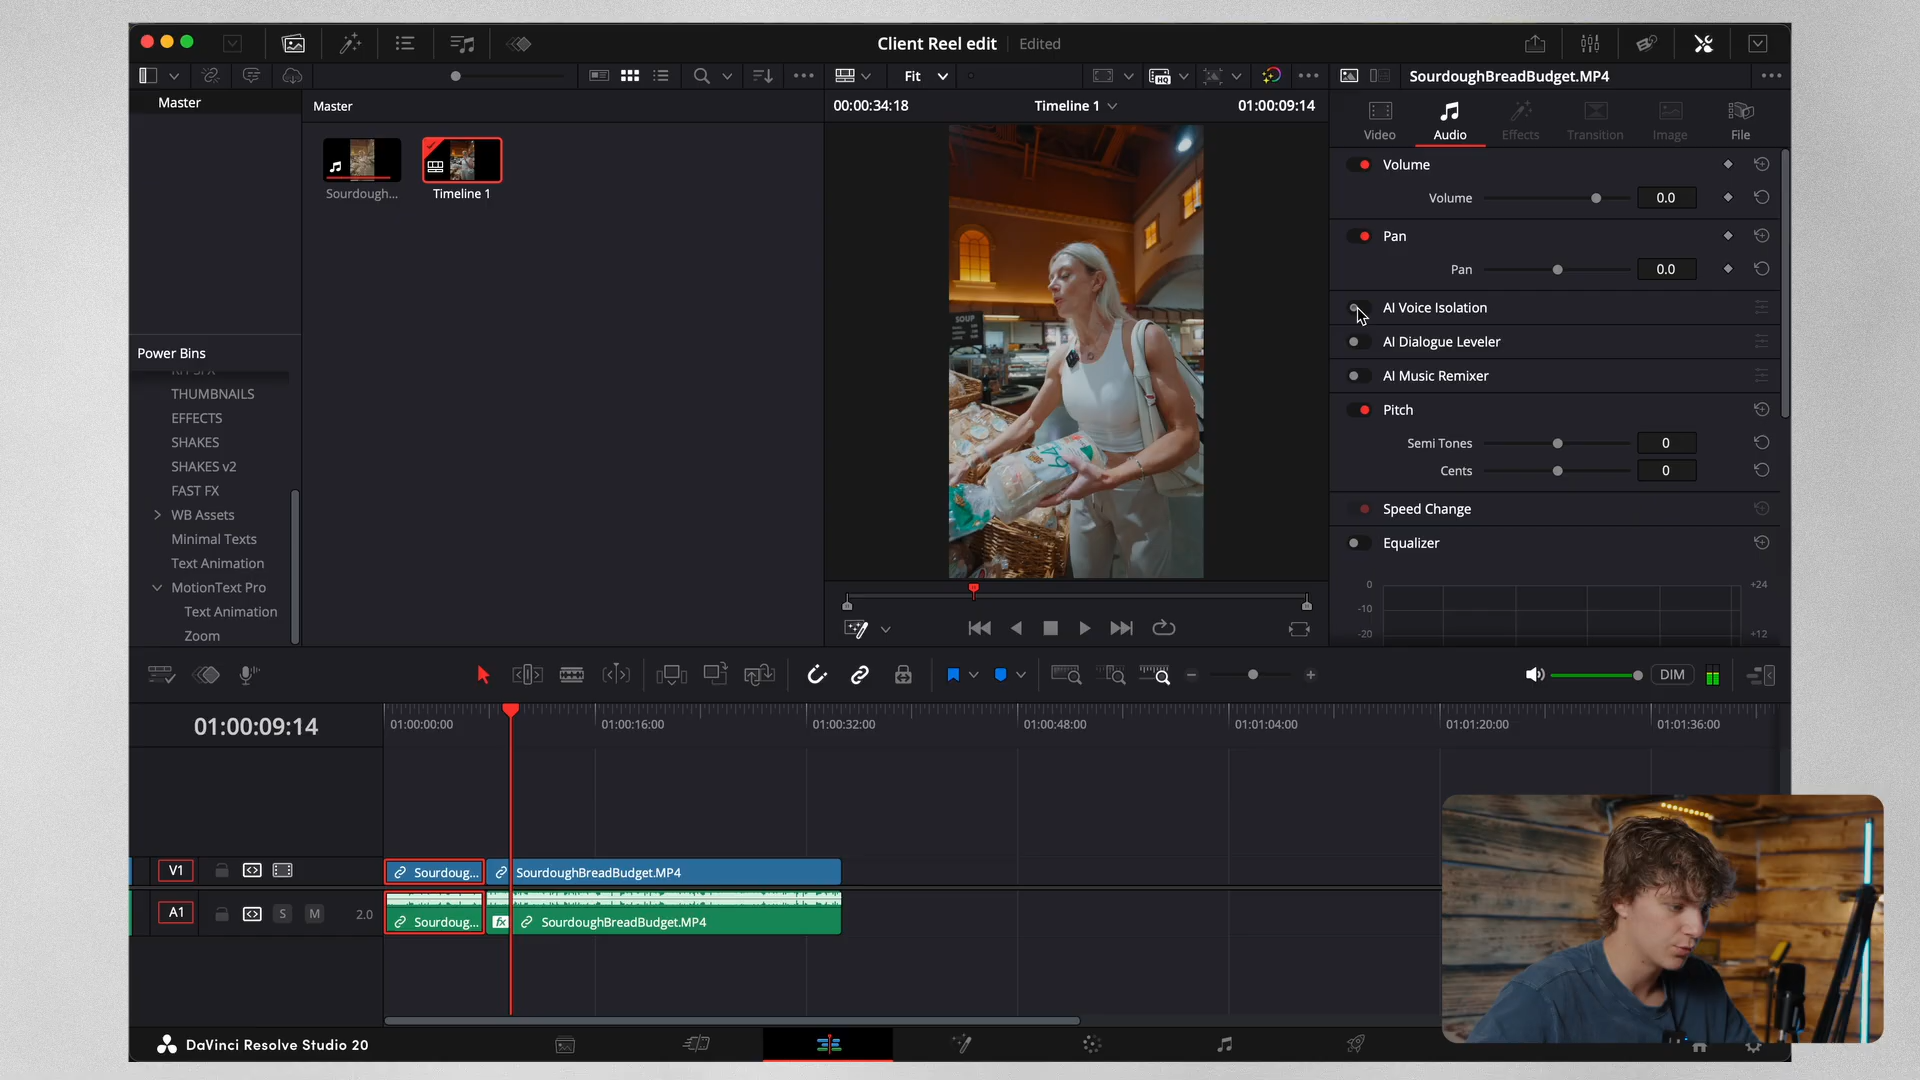 Client Reel edit
Edited
Fit
SourdoughBreadBudget.MP4
Master
Master
00:00:34:18
Timeline 1
01:00:09:14
Video
Audio
Effects
Transition
Image
File
Sourdough...
Timeline 1
Volume
Volume
0.0
Pan
Pan
0.0
AI Voice Isolation
AI Dialogue Leveler
AI Music Remixer
Pitch
Semi Tones
0
Cents
0
Speed Change
Equalizer
0
+24
-10
-20
+12
SOUP
Power Bins
THUMBNAILS
EFFECTS
SHAKES
SHAKES v2
FAST FX
WB Assets
Minimal Texts
Text Animation
MotionText Pro
Text Animation
Zoom
DIM
01:00:09:14
01:00:00:00
01:00:16:00
01:00:32:00
01:00:48:00
01:01:04:00
01:01:20:00
01:01:36:00
V1
Sourdoug...
SourdoughBreadBudget.MP4
A1
S
M
2.0
Sourdoug...
fx
SourdoughBreadBudget.MP4
DaVinci Resolve Studio 20